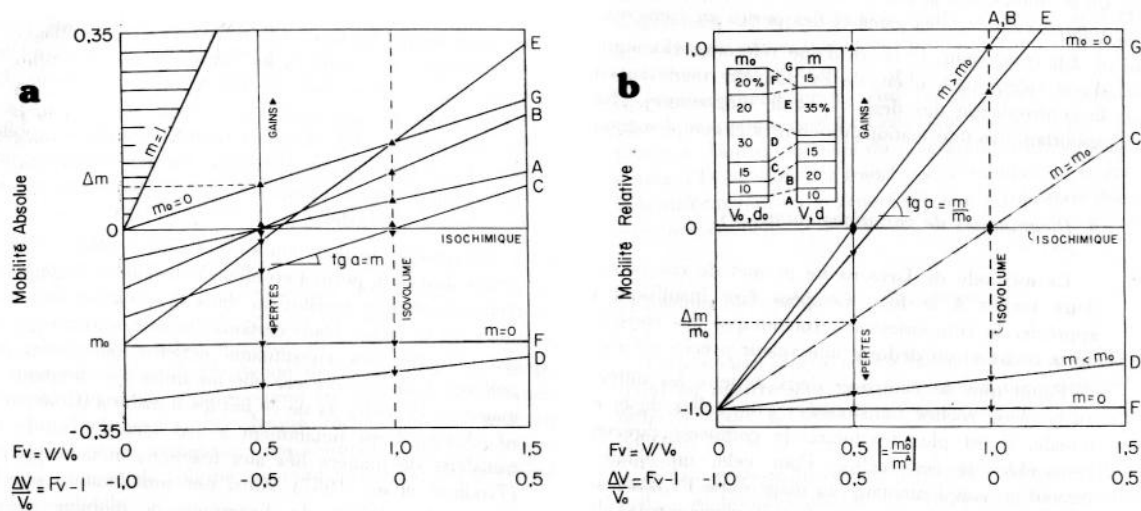 a
0,35
0
m₀
-0.35
Mobilité Absolue
Δm
m=1
m₀=0
GAINS
PERTES
tg a=m
ISOCHIMIQUE
ISOVOLUME
m=0
E
G
B
A
C
F
D
0 0,5 1,0 1,5
Fv=V/V₀
ΔV/V₀=Fv-1 -1,0 -0,5 0 0,5
b
1,0
0
Δm/m₀
-1,0
Mobilité Relative
m₀ m
20% F G 15
20 E 35%
30 D 15
15 C 20
10 B 10
A
V₀,d₀ V,d
GAINS
PERTES
A,B E
m₀=0 G
m>m₀
C
m=m₀
tg a = m/m₀
ISOCHIMIQUE
ISOVOLUME
D
m<m₀
m=0
F
0 0,5 1,0 1,5
Fv=V/V₀
ΔV/V₀=Fv-1 -1,0 -0,5 0 0,5